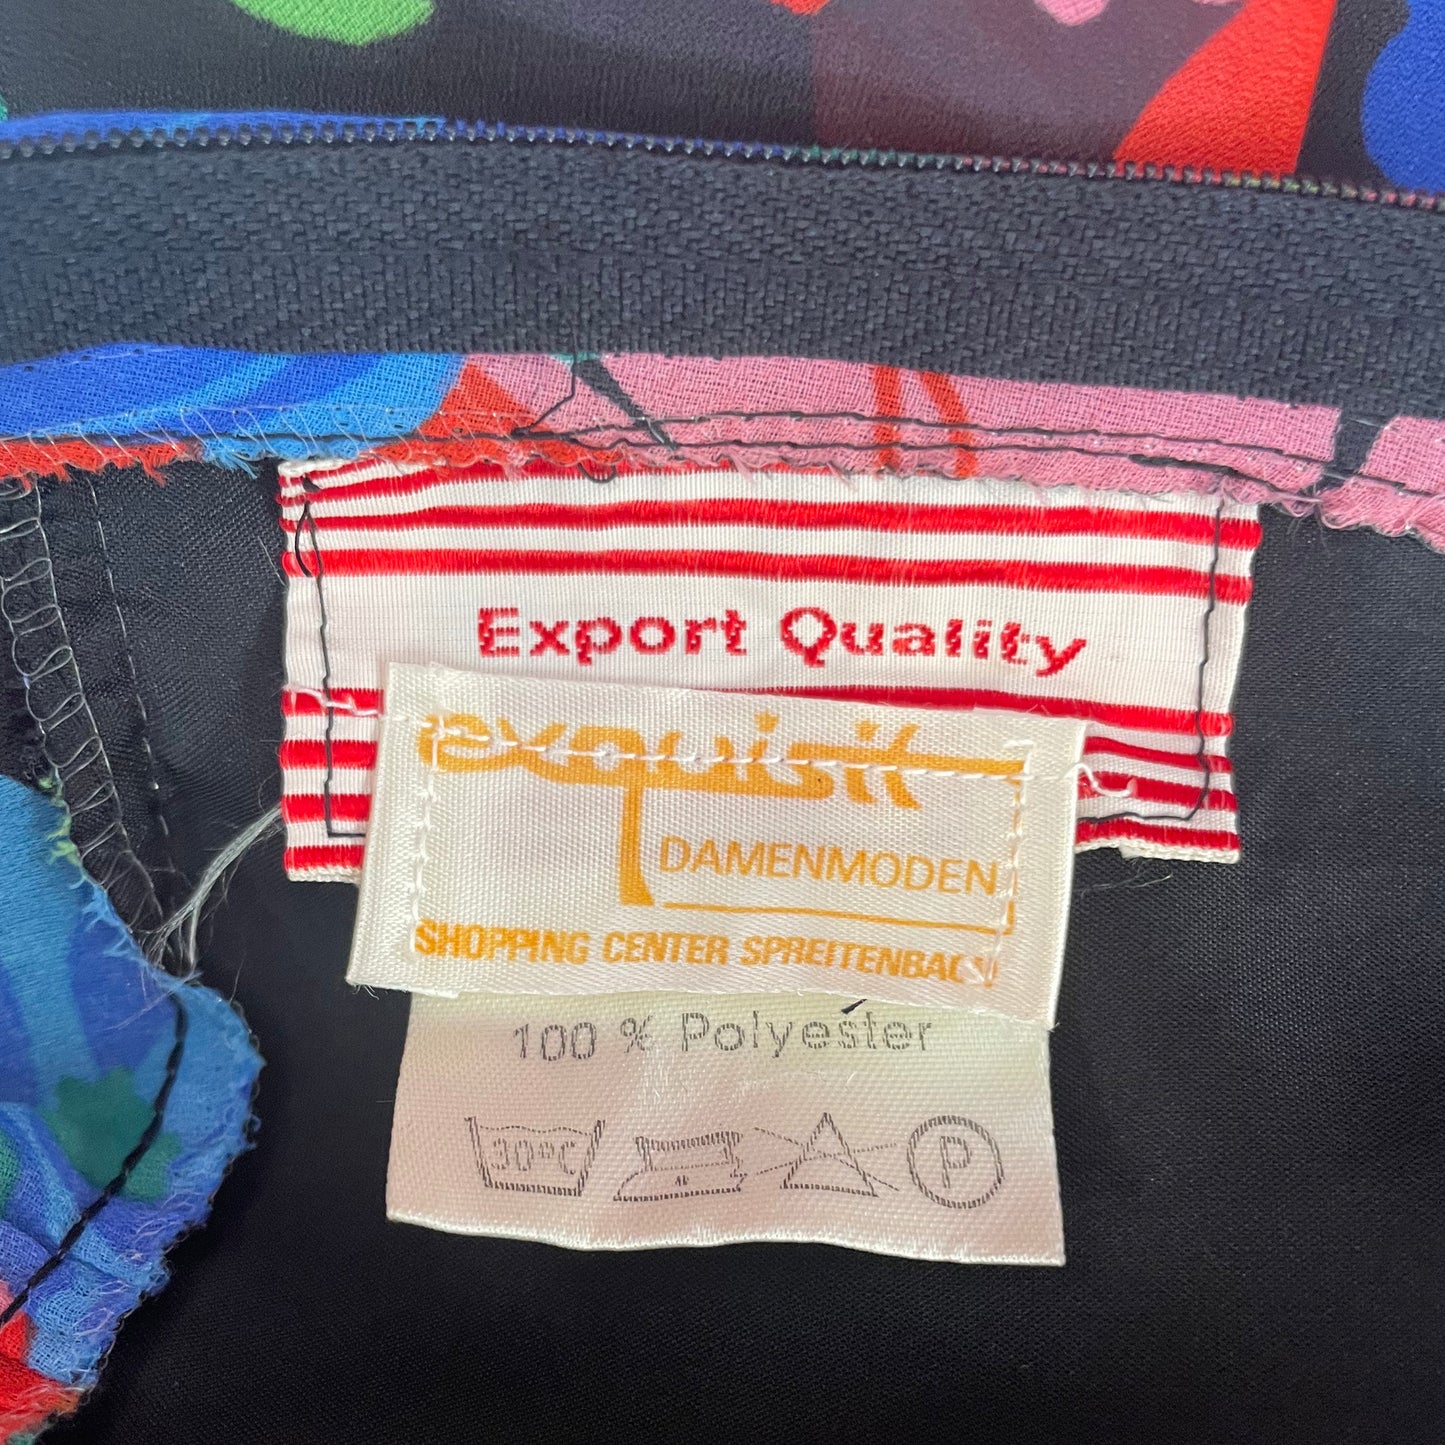 Export Quality
exquisit
DAMENMODEN
SHOPPING CENTER SPREITENBACH
100 % Polyester
30°C P